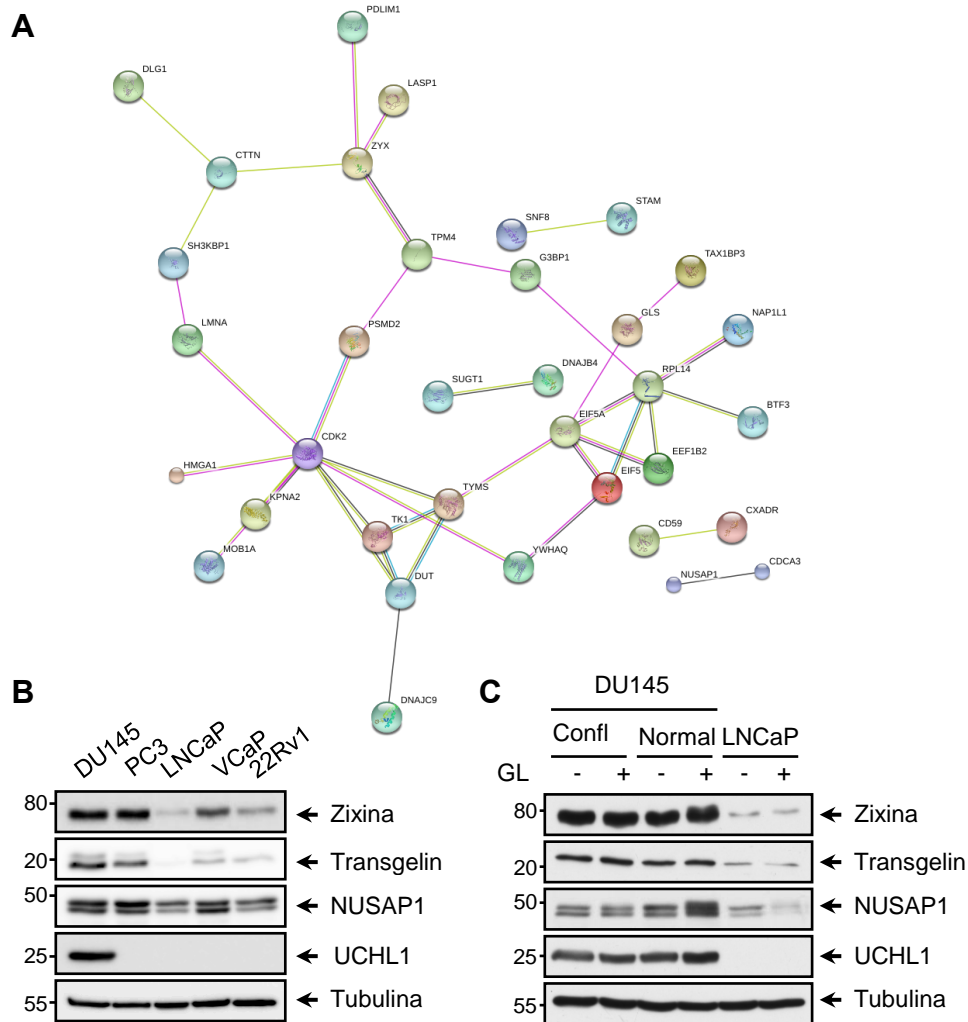 A
PDLIM1
DLG1
LASP1
CTTN
ZYX
SNF8
STAM
SH3KBP1
TPM4
G3BP1
TAX1BP3
LMNA
PSMD2
GLS
NAP1L1
SUGT1
DNAJB4
RPL14
BTF3
CDK2
EIF5A
EEF1B2
HMGA1
KPNA2
TYMS
EIF5
TK1
CD59
CXADR
MOB1A
DUT
YWHAQ
NUSAP1
CDCA3
DNAJC9
B
DU145 PC3 LNCaP VCaP 22Rv1
80 Zixina
20 Transgelin
50 NUSAP1
25 UCHL1
55 Tubulina
C
DU145
Confl Normal LNCaP
GL - + - + - +
80 Zixina
20 Transgelin
50 NUSAP1
25 UCHL1
55 Tubulina